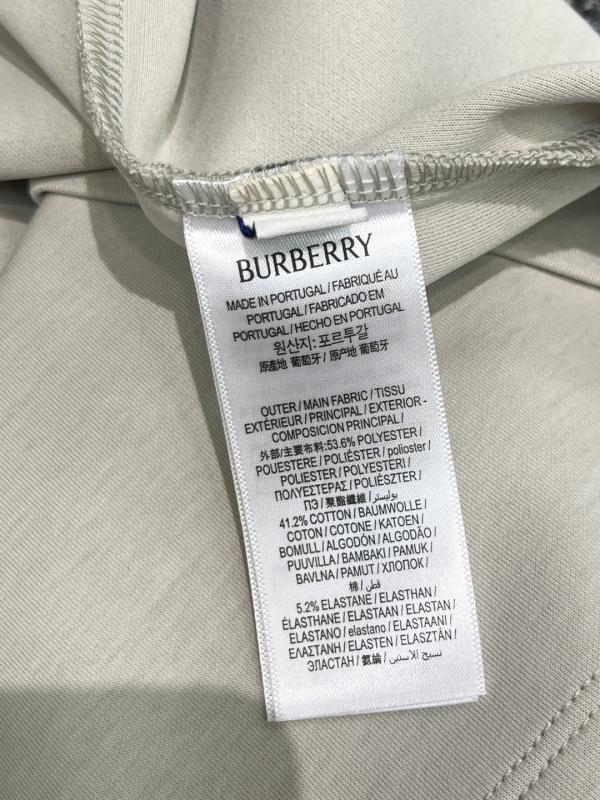 BURBERRY
MADE IN PORTUGAL / FABRIQUÉ AU
PORTUGAL / FABRICADO EM
PORTUGAL / HECHO EN PORTUGAL
원산지: 포르투갈
原產地 葡萄牙 / 原产地 葡萄牙
OUTER / MAIN FABRIC / TISSU
EXTÉRIEUR / PRINCIPAL / EXTERIOR -
COMPOSICION PRINCIPAL /
外部/主要布料:53.6% POLYESTER /
POUESTERE / POLIÉSTER / polioster /
POLIESTER / POLYESTERI /
ΠΟΛΥΕΣΤΕΡΑΣ / POLIÉSZTER /
ПЭ / 聚酯纖維 / بوليستر
41.2% COTTON / BAUMWOLLE /
COTON / COTONE / KATOEN /
BOMULL / ALGODÓN / ALGODÃO /
PUUVILLA / BAMBAKI / PAMUK /
BAVLNA / PAMUT / ХЛОПОК /
棉 / قطن
5.2% ELASTANE / ELASTHAN /
ÉLASTHANE / ELASTAAN / ELASTAN /
ELASTANO / elastano / ELASTAANI /
ΕΛΑΣΤΑΝΗ / ELASTEN / ELASZTÁN /
ЭЛАСТАН / 氨綸 / نسيج الاستين